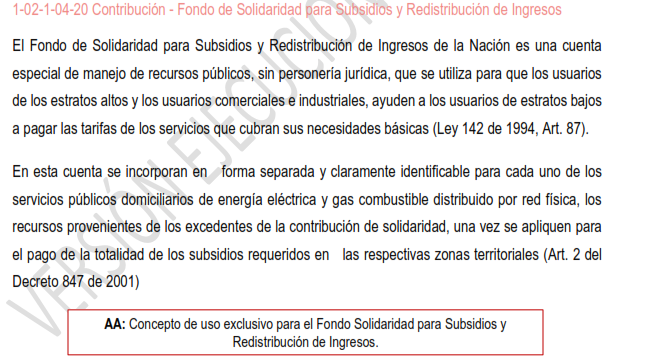 1-02-1-04-20 Contribución - Fondo de Solidaridad para Subsidios y Redistribución de Ingresos
El Fondo de Solidaridad para Subsidios y Redistribución de Ingresos de la Nación es una cuenta
especial de manejo de recursos públicos, sin personería jurídica, que se utiliza para que los usuarios
de los estratos altos y los usuarios comerciales e industriales, ayuden a los usuarios de estratos bajos
a pagar las tarifas de los servicios que cubran sus necesidades básicas (Ley 142 de 1994, Art. 87).
En esta cuenta se incorporan en forma separada y claramente identificable para cada uno de los
servicios públicos domiciliarios de energía eléctrica y gas combustible distribuido por red física, los
recursos provenientes de los excedentes de la contribución de solidaridad, una vez se apliquen para
el pago de la totalidad de los subsidios requeridos en las respectivas zonas territoriales (Art. 2 del
Decreto 847 de 2001)
AA: Concepto de uso exclusivo para el Fondo Solidaridad para Subsidios y
Redistribución de Ingresos.
VERSIÓN EJECUCIÓN